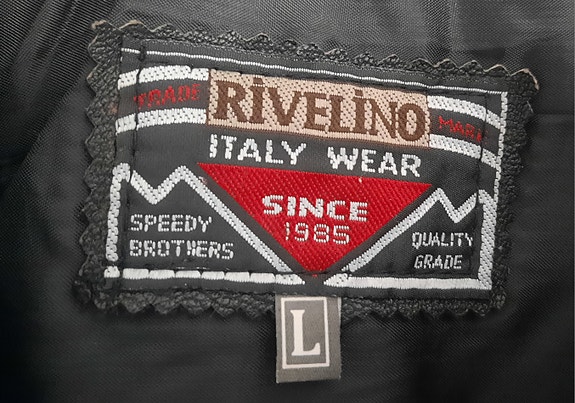 TRADE RiVELiNO MARK
ITALY WEAR
SINCE
1985
SPEEDY
BROTHERS
QUALITY
GRADE
L